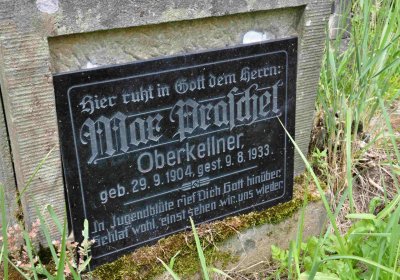 Hier ruht in Gott dem Herrn:
Max Praschel
Oberkellner,
geb. 29. 9. 1904, gest. 9. 8. 1933.
In Jugendblüte rief Dich Gott hinüber
Schlaf wohl, einst sehen wir uns wieder